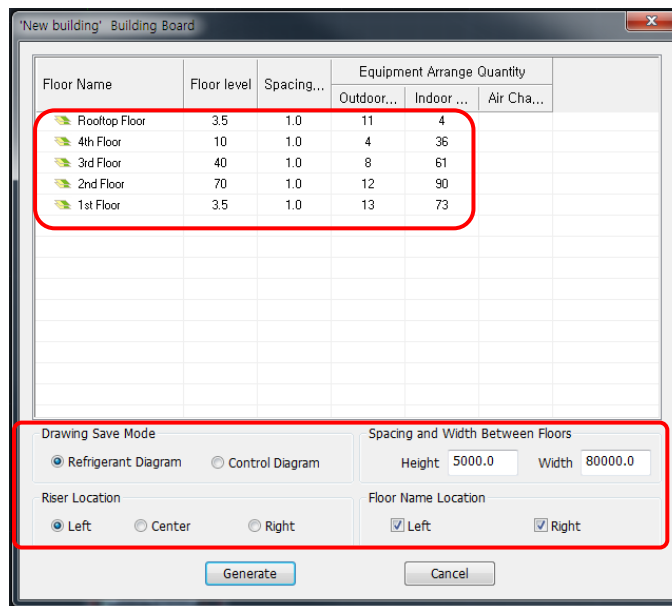 'New building' Building Board
Equipment Arrange Quantity
Floor Name Floor level Spacing... Outdoor... Indoor ... Air Cha...
Rooftop Floor 3.5 1.0 11 4
4th Floor 10 1.0 4 36
3rd Floor 40 1.0 8 61
2nd Floor 70 1.0 12 90
1st Floor 3.5 1.0 13 73
Drawing Save Mode Spacing and Width Between Floors
Refrigerant Diagram Control Diagram Height 5000.0 Width 80000.0
Riser Location Floor Name Location
Left Center Right Left Right
Generate Cancel